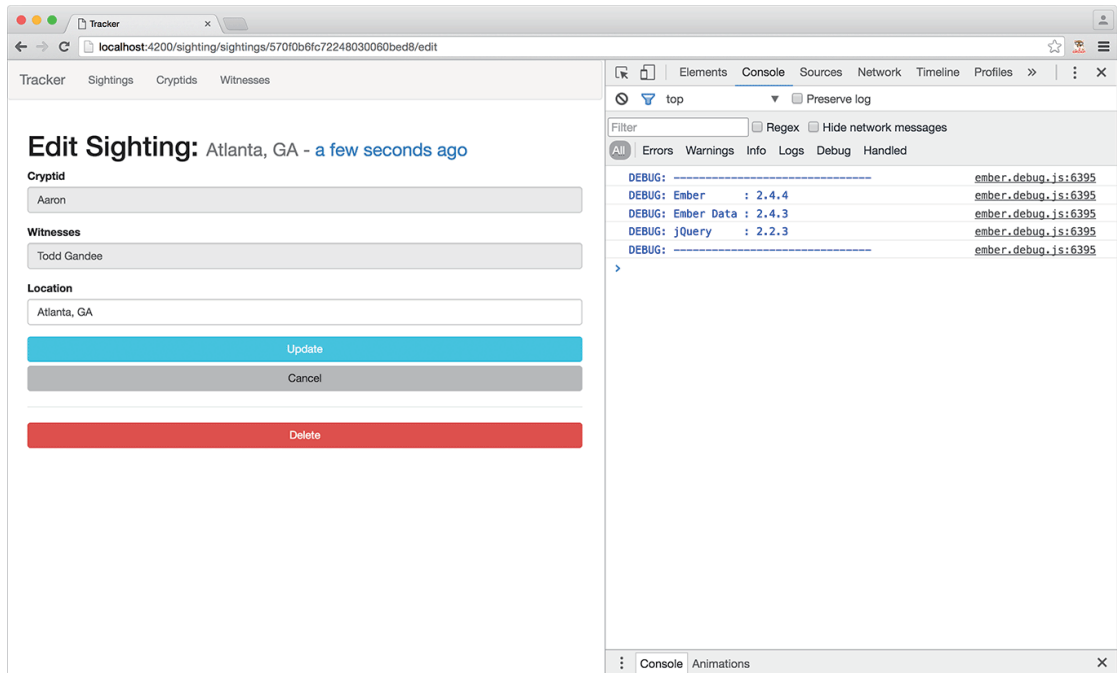 Tracker
localhost:4200/sighting/sightings/570f0b6fc72248030060bed8/edit
Tracker Sightings Cryptids Witnesses
Edit Sighting: Atlanta, GA - a few seconds ago
Cryptid
Aaron
Witnesses
Todd Gandee
Location
Atlanta, GA
Update
Cancel
Delete
Elements Console Sources Network Timeline Profiles »
top Preserve log
Filter Regex Hide network messages
All Errors Warnings Info Logs Debug Handled
DEBUG: ------------------------------- ember.debug.js:6395
DEBUG: Ember : 2.4.4 ember.debug.js:6395
DEBUG: Ember Data : 2.4.3 ember.debug.js:6395
DEBUG: jQuery : 2.2.3 ember.debug.js:6395
DEBUG: ------------------------------- ember.debug.js:6395
>
Console Animations